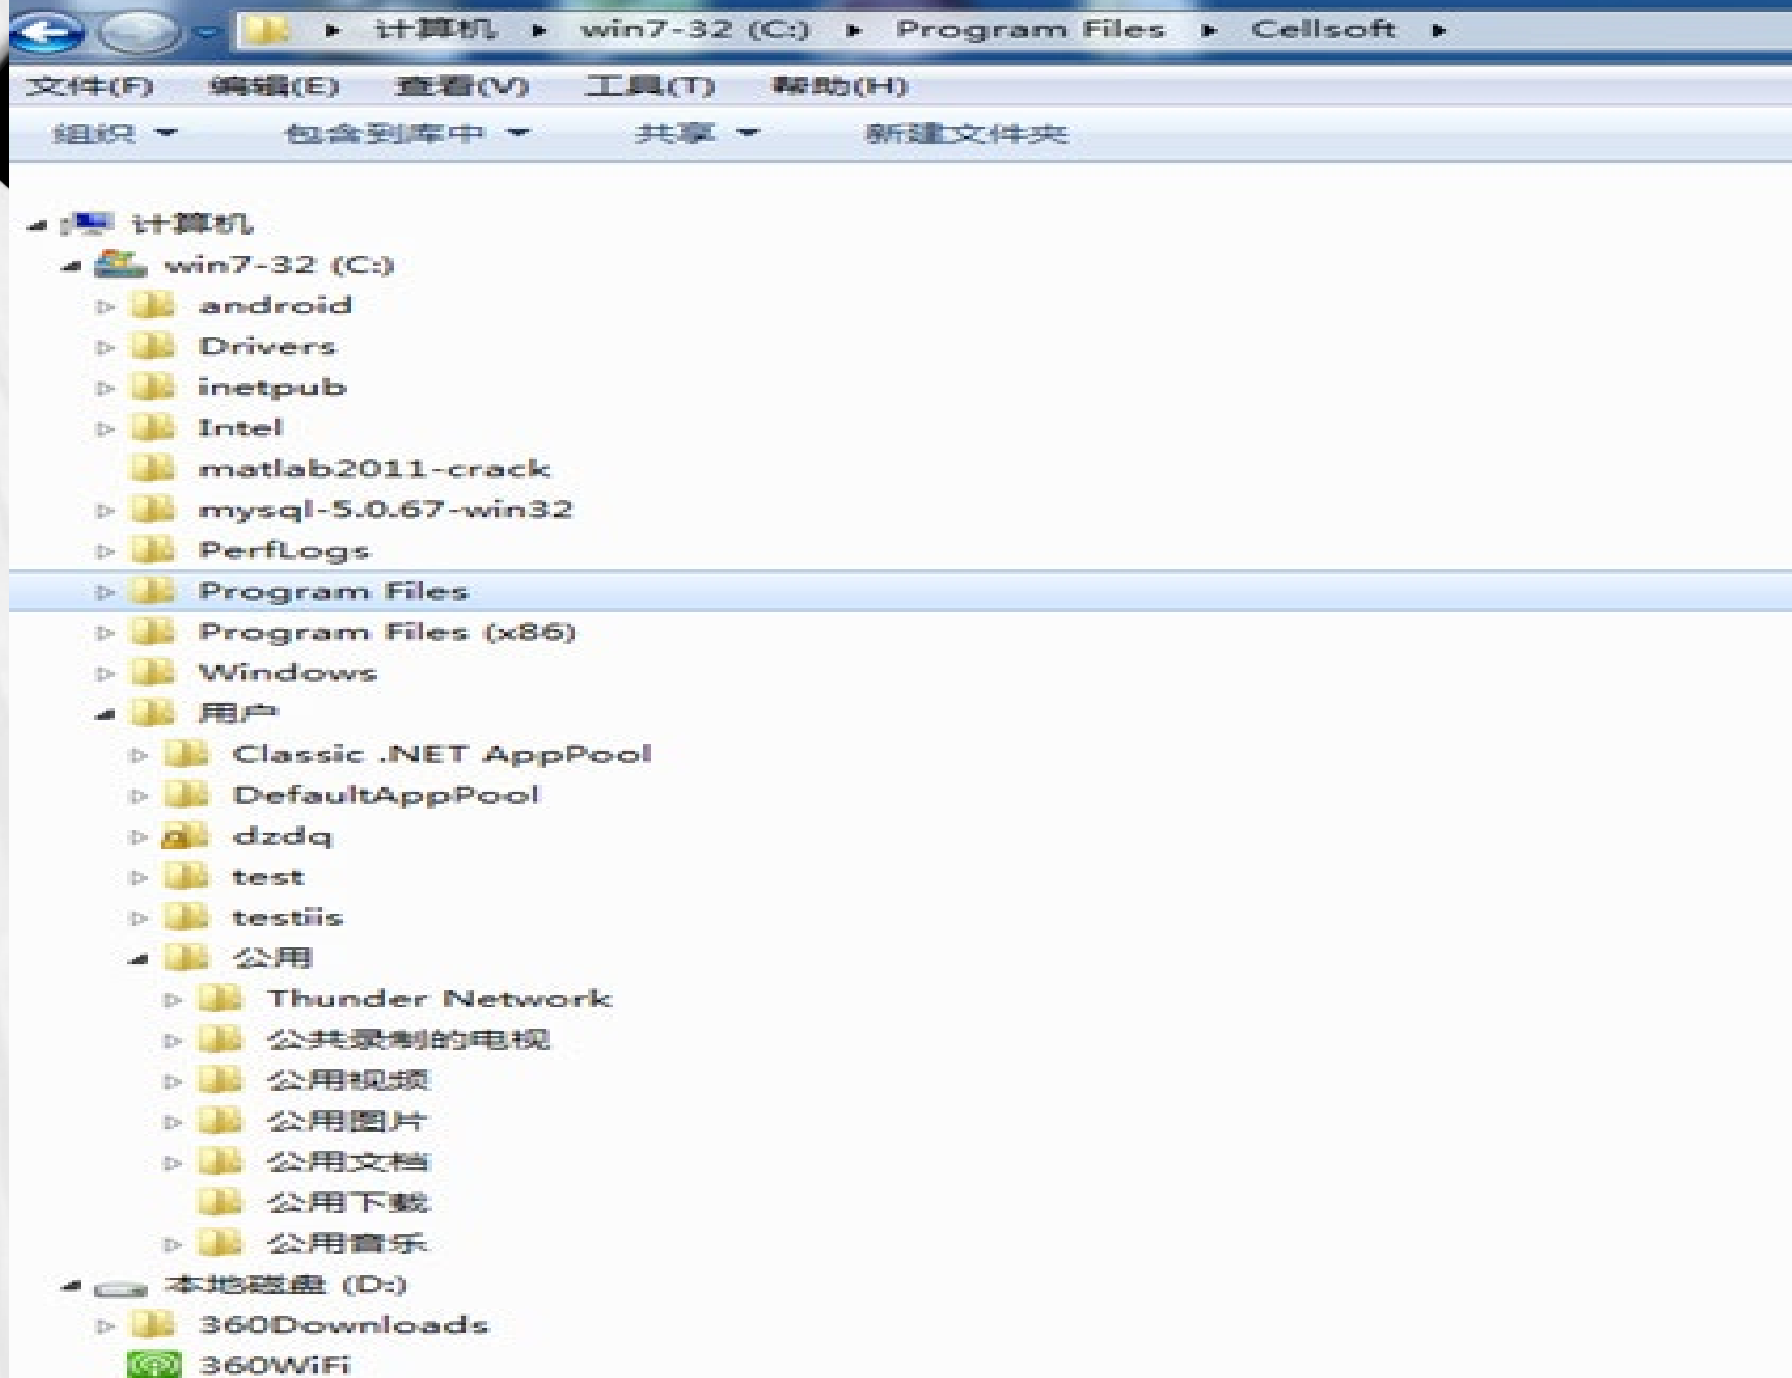 计算机 win7-32 (C:) Program Files Cellsoft
文件(F) 编辑(E) 查看(V) 工具(T) 帮助(H)
组织 包含到库中 共享 新建文件夹
计算机
win7-32 (C:)
android
Drivers
inetpub
Intel
matlab2011-crack
mysql-5.0.67-win32
PerfLogs
Program Files
Program Files (x86)
Windows
用户
Classic .NET AppPool
DefaultAppPool
dzdq
test
testiis
公用
Thunder Network
公共录制的电视
公用视频
公用图片
公用文档
公用下载
公用音乐
本地磁盘 (D:)
360Downloads
360WiFi